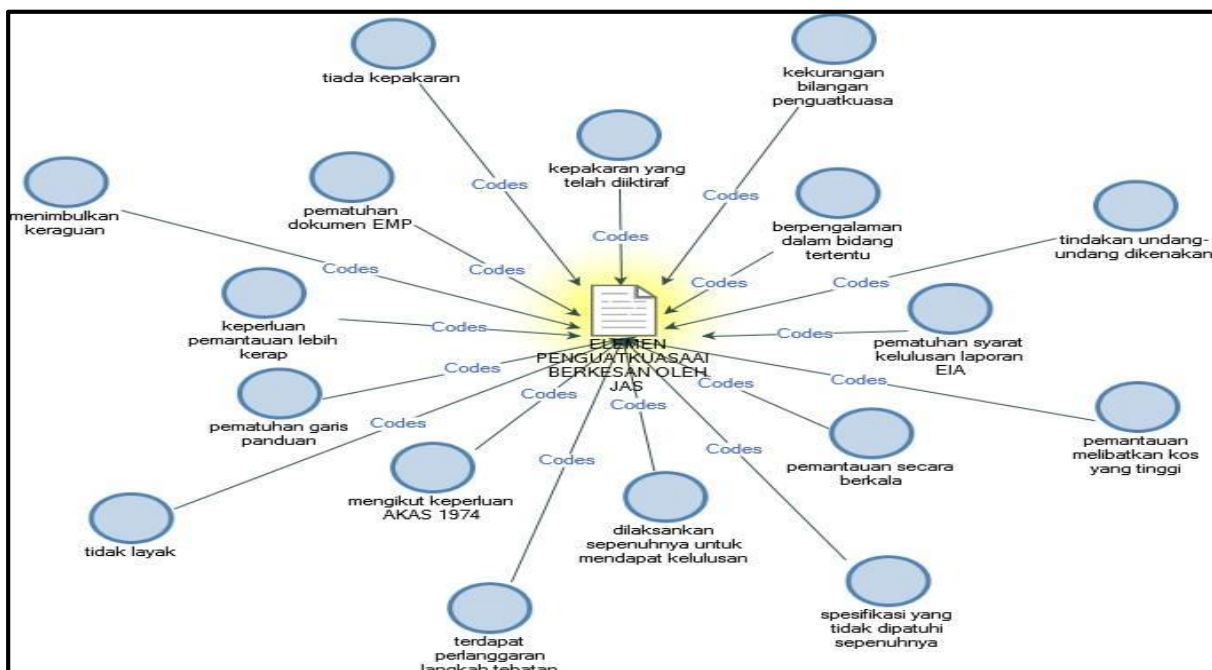 tiada kepakaran
kekurangan
bilangan
penguatkuasa
kepakaran yang
telah diiktiraf
Codes
Codes
Codes
menimbulkan
keraguan
pematuhan
dokumen EMP
berpengalaman
dalam bidang
tertentu
tindakan undang-
undang dikenakan
Codes
Codes
Codes
Codes
keperluan
pemantauan lebih
kerap
Codes
Codes
pematuhan syarat
kelulusan laporan
EIA
ELEMEN
PENGUATKUASAAI
BERKESAN OLEH
JAS
Codes
Codes
Codes
pematuhan garis
panduan
Codes
Codes
Codes
Codes
Codes
pemantauan secara
berkala
pemantauan
melibatkan kos
yang tinggi
mengikut keperluan
AKAS 1974
tidak layak
dilaksankan
sepenuhnya untuk
mendapat kelulusan
spesifikasi yang
tidak dipatuhi
sepenuhnya
terdapat
perlanggaran
langkah tebatan